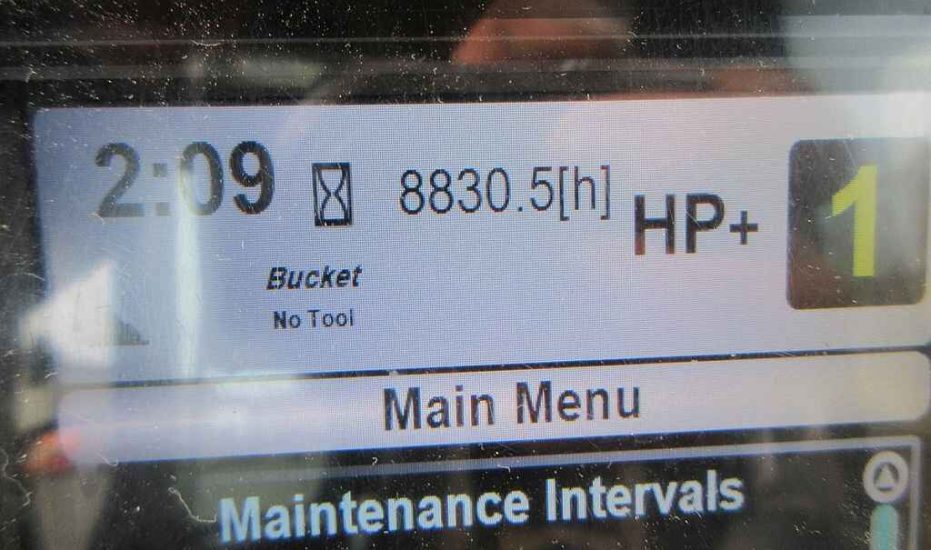 2:09 8830.5[h] HP+ 1
Bucket
No Tool
Main Menu
Maintenance Intervals